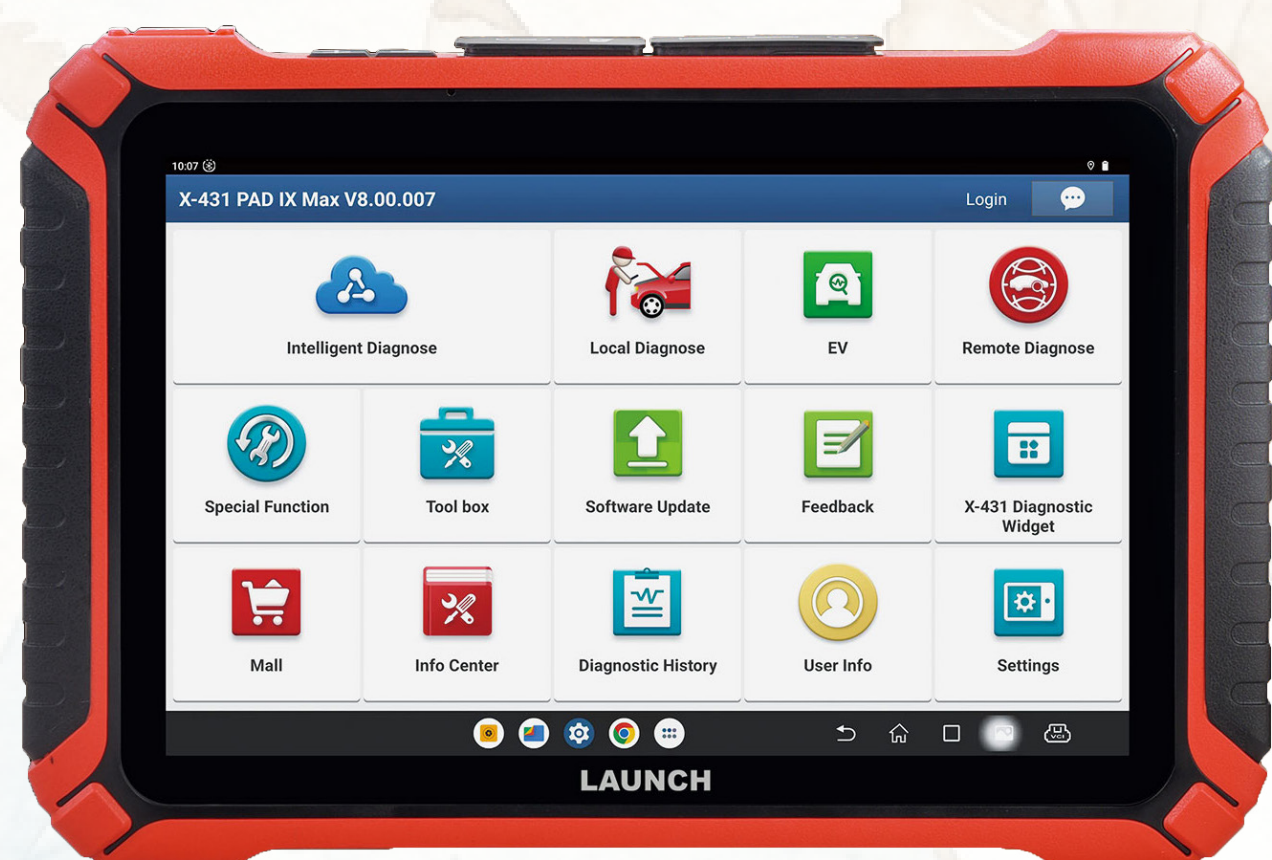 10:07
X-431 PAD IX Max V8.00.007
Login
Intelligent Diagnose
Local Diagnose
EV
Remote Diagnose
Special Function
Tool box
Software Update
Feedback
X-431 Diagnostic
Widget
Mall
Info Center
Diagnostic History
User Info
Settings
VCI
LAUNCH